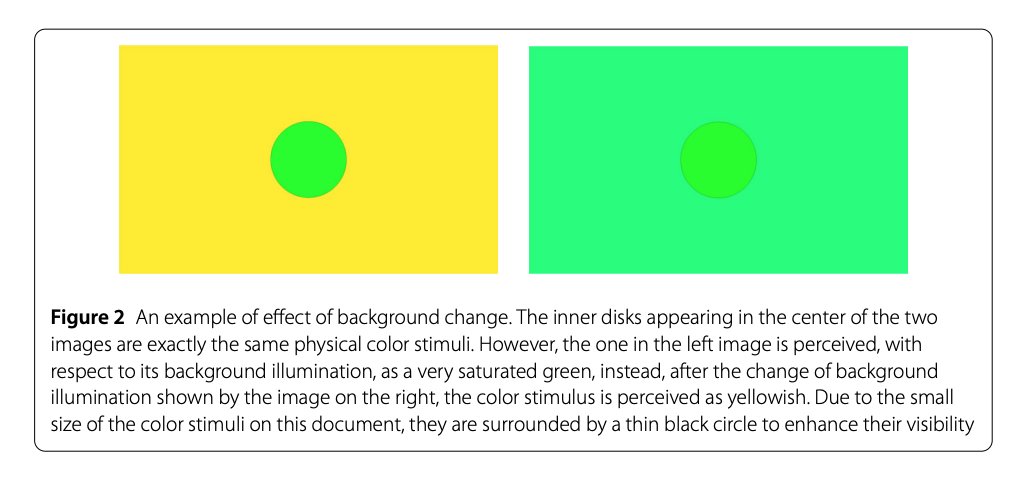 Figure 2 An example of effect of background change. The inner disks appearing in the center of the two
images are exactly the same physical color stimuli. However, the one in the left image is perceived, with
respect to its background illumination, as a very saturated green, instead, after the change of background
illumination shown by the image on the right, the color stimulus is perceived as yellowish. Due to the small
size of the color stimuli on this document, they are surrounded by a thin black circle to enhance their visibility